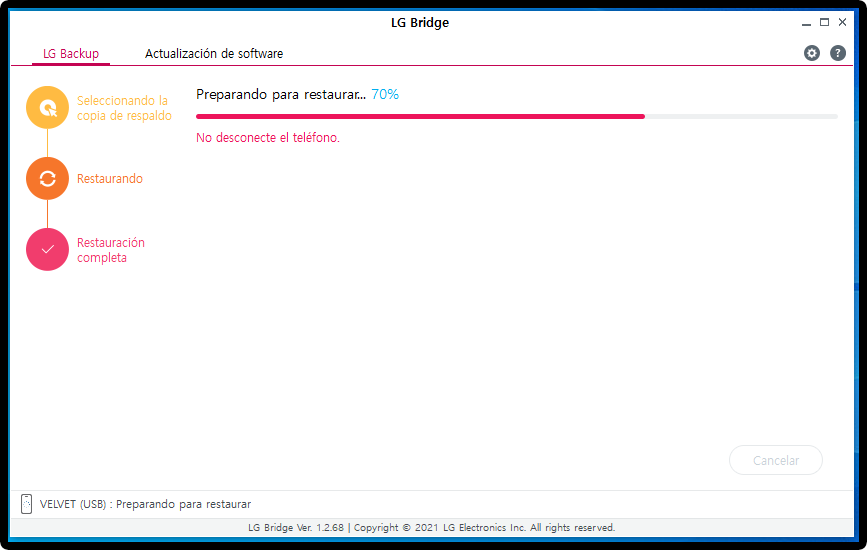 LG Bridge
LG Backup
Actualización de software
?
Seleccionando la
copia de respaldo
Restaurando
Restauración
completa
Preparando para restaurar... 70%
No desconecte el teléfono.
Cancelar
VELVET (USB) : Preparando para restaurar
LG Bridge Ver. 1.2.68 | Copyright © 2021 LG Electronics Inc. All rights reserved.